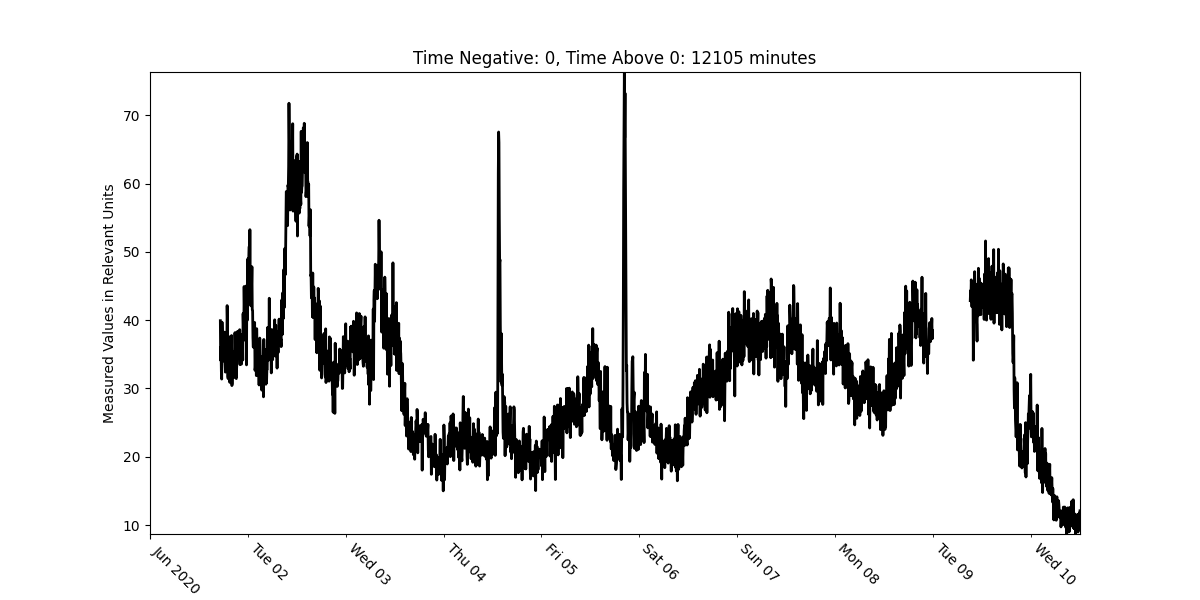 Time Negative: 0, Time Above 0: 12105 minutes
Measured Values in Relevant Units
70
60
50
40
30
20
10
Jun 2020
Tue 02
Wed 03
Thu 04
Fri 05
Sat 06
Sun 07
Mon 08
Tue 09
Wed 10